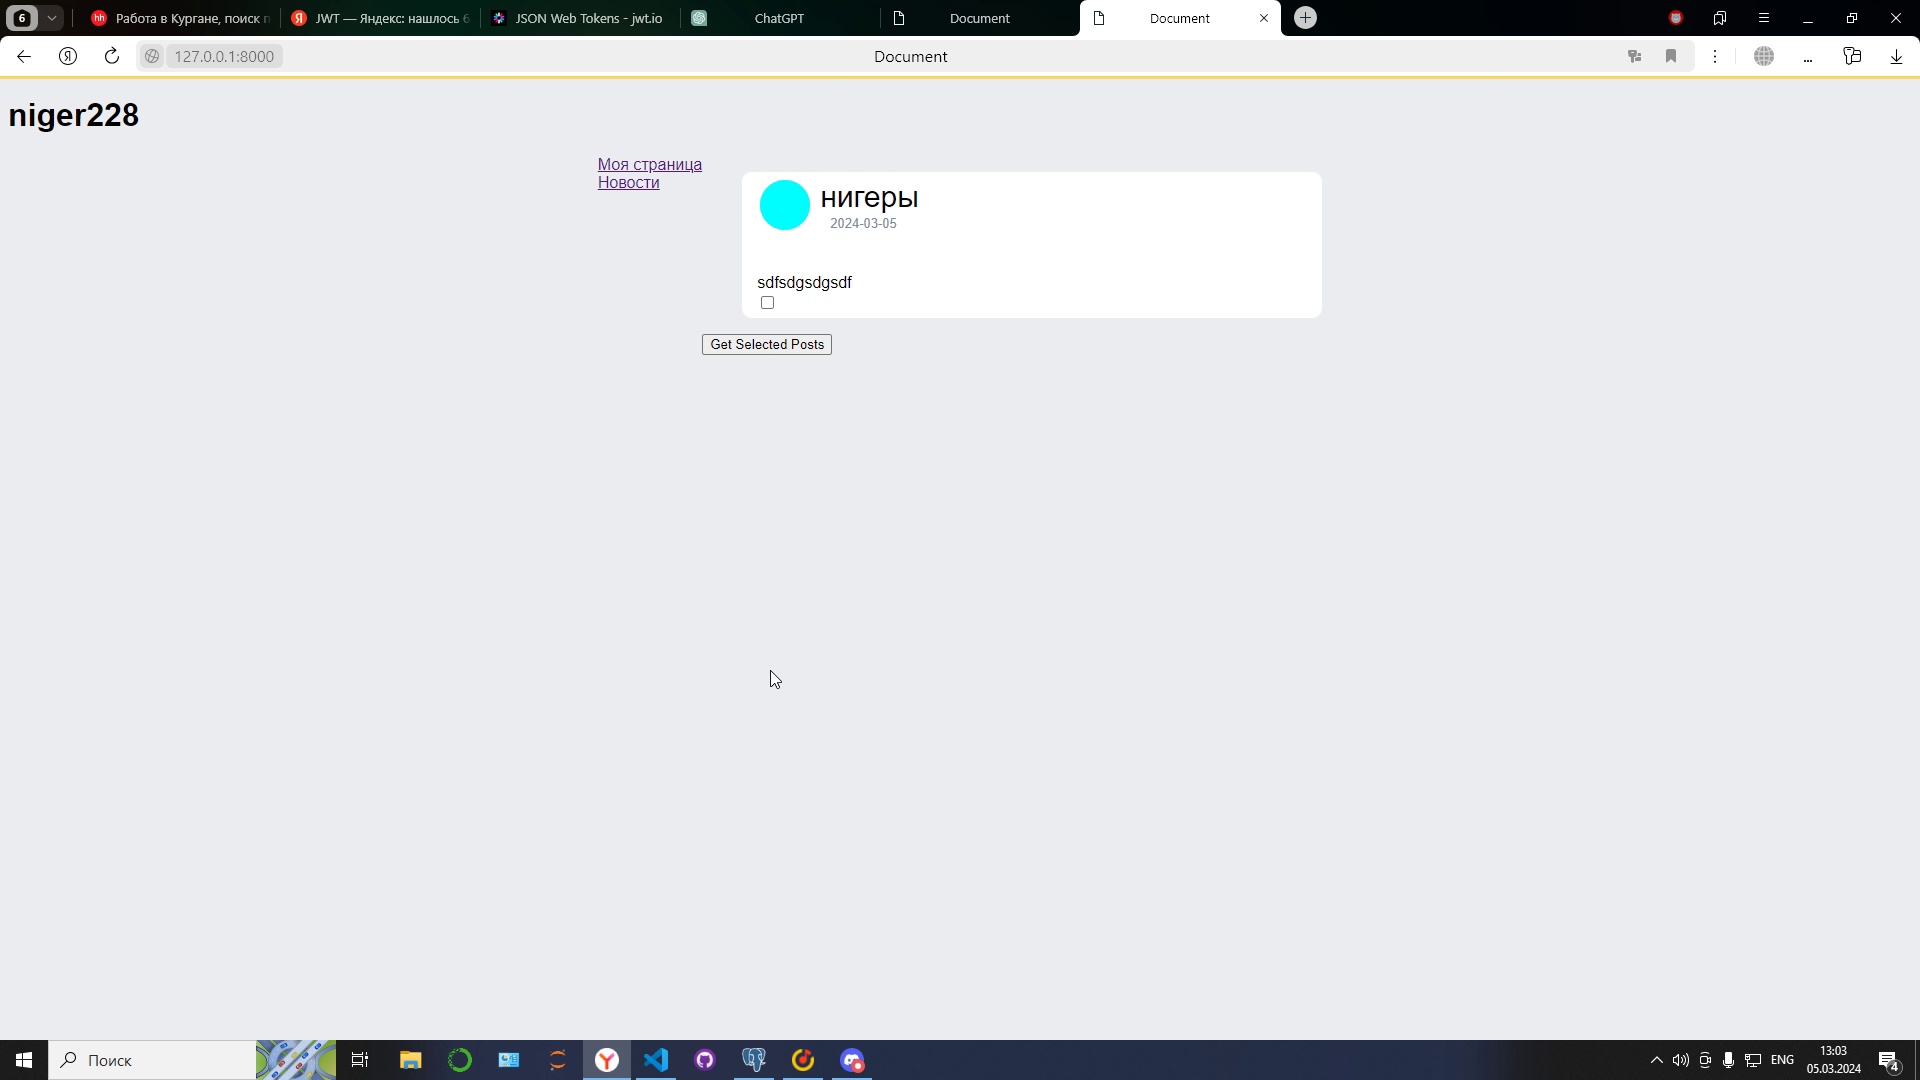 6
Работа в Кургане, поиск п
JWT — Яндекс: нашлось 6
JSON Web Tokens - jwt.io
ChatGPT
Document
Document
127.0.0.1:8000
Document
niger228
Моя страница
Новости
нигеры
2024-03-05
sdfsdgsdgsdf
Get Selected Posts
Поиск
ENG
13:03
05.03.2024
4